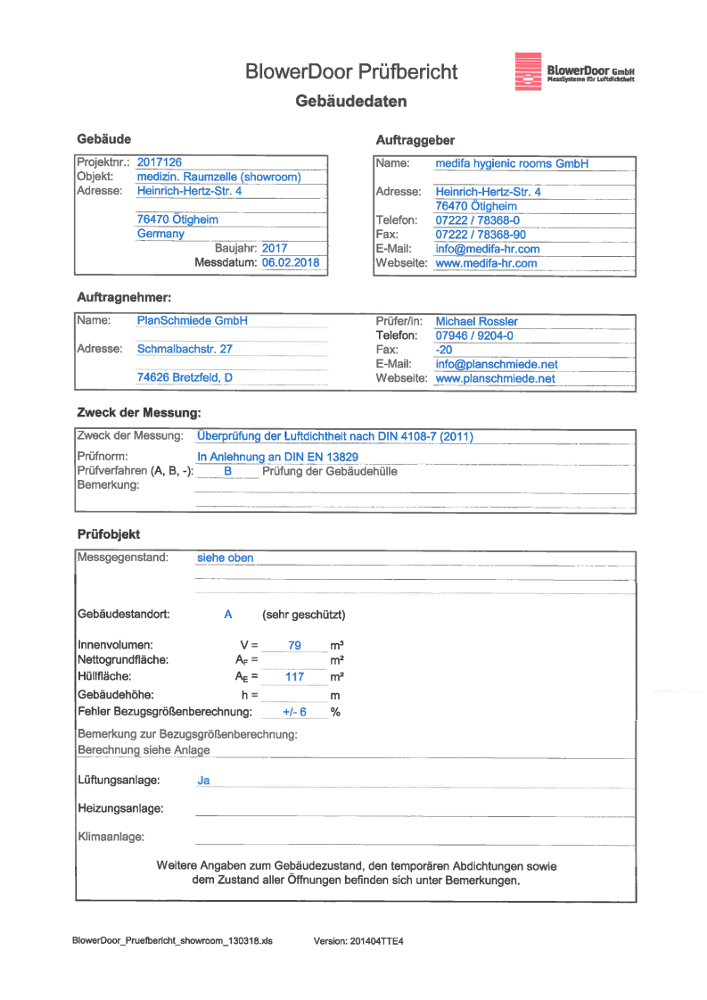 BlowerDoor Prüfbericht
BlowerDoor GmbH
MessSysteme für Luftdichtheit
Gebäudedaten
Gebäude
Projektnr.: 2017126
Objekt: medizin. Raumzelle (showroom)
Adresse: Heinrich-Hertz-Str. 4
76470 Ötigheim
Germany
Baujahr: 2017
Messdatum: 06.02.2018
Auftraggeber
Name: medifa hygienic rooms GmbH
Adresse: Heinrich-Hertz-Str. 4
76470 Ötigheim
Telefon: 07222 / 78368-0
Fax: 07222 / 78368-90
E-Mail: info@medifa-hr.com
Webseite: www.medifa-hr.com
Auftragnehmer:
Name: PlanSchmiede GmbH
Adresse: Schmalbachstr. 27
74626 Bretzfeld, D
Prüfer/in: Michael Rossler
Telefon: 07946 / 9204-0
Fax: -20
E-Mail: info@planschmiede.net
Webseite: www.planschmiede.net
Zweck der Messung:
Zweck der Messung: Überprüfung der Luftdichtheit nach DIN 4108-7 (2011)
Prüfnorm: In Anlehnung an DIN EN 13829
Prüfverfahren (A, B, -): B Prüfung der Gebäudehülle
Bemerkung:
Prüfobjekt
Messgegenstand: siehe oben
Gebäudestandort: A (sehr geschützt)
Innenvolumen: V = 79 m³
Nettogrundfläche: AF = m²
Hüllfläche: AE = 117 m²
Gebäudehöhe: h = m
Fehler Bezugsgrößenberechnung: +/- 6 %
Bemerkung zur Bezugsgrößenberechnung:
Berechnung siehe Anlage
Lüftungsanlage: Ja
Heizungsanlage:
Klimaanlage:
Weitere Angaben zum Gebäudezustand, den temporären Abdichtungen sowie
dem Zustand aller Öffnungen befinden sich unter Bemerkungen.
BlowerDoor_Pruefbericht_showroom_130318.xls Version: 201404TTE4